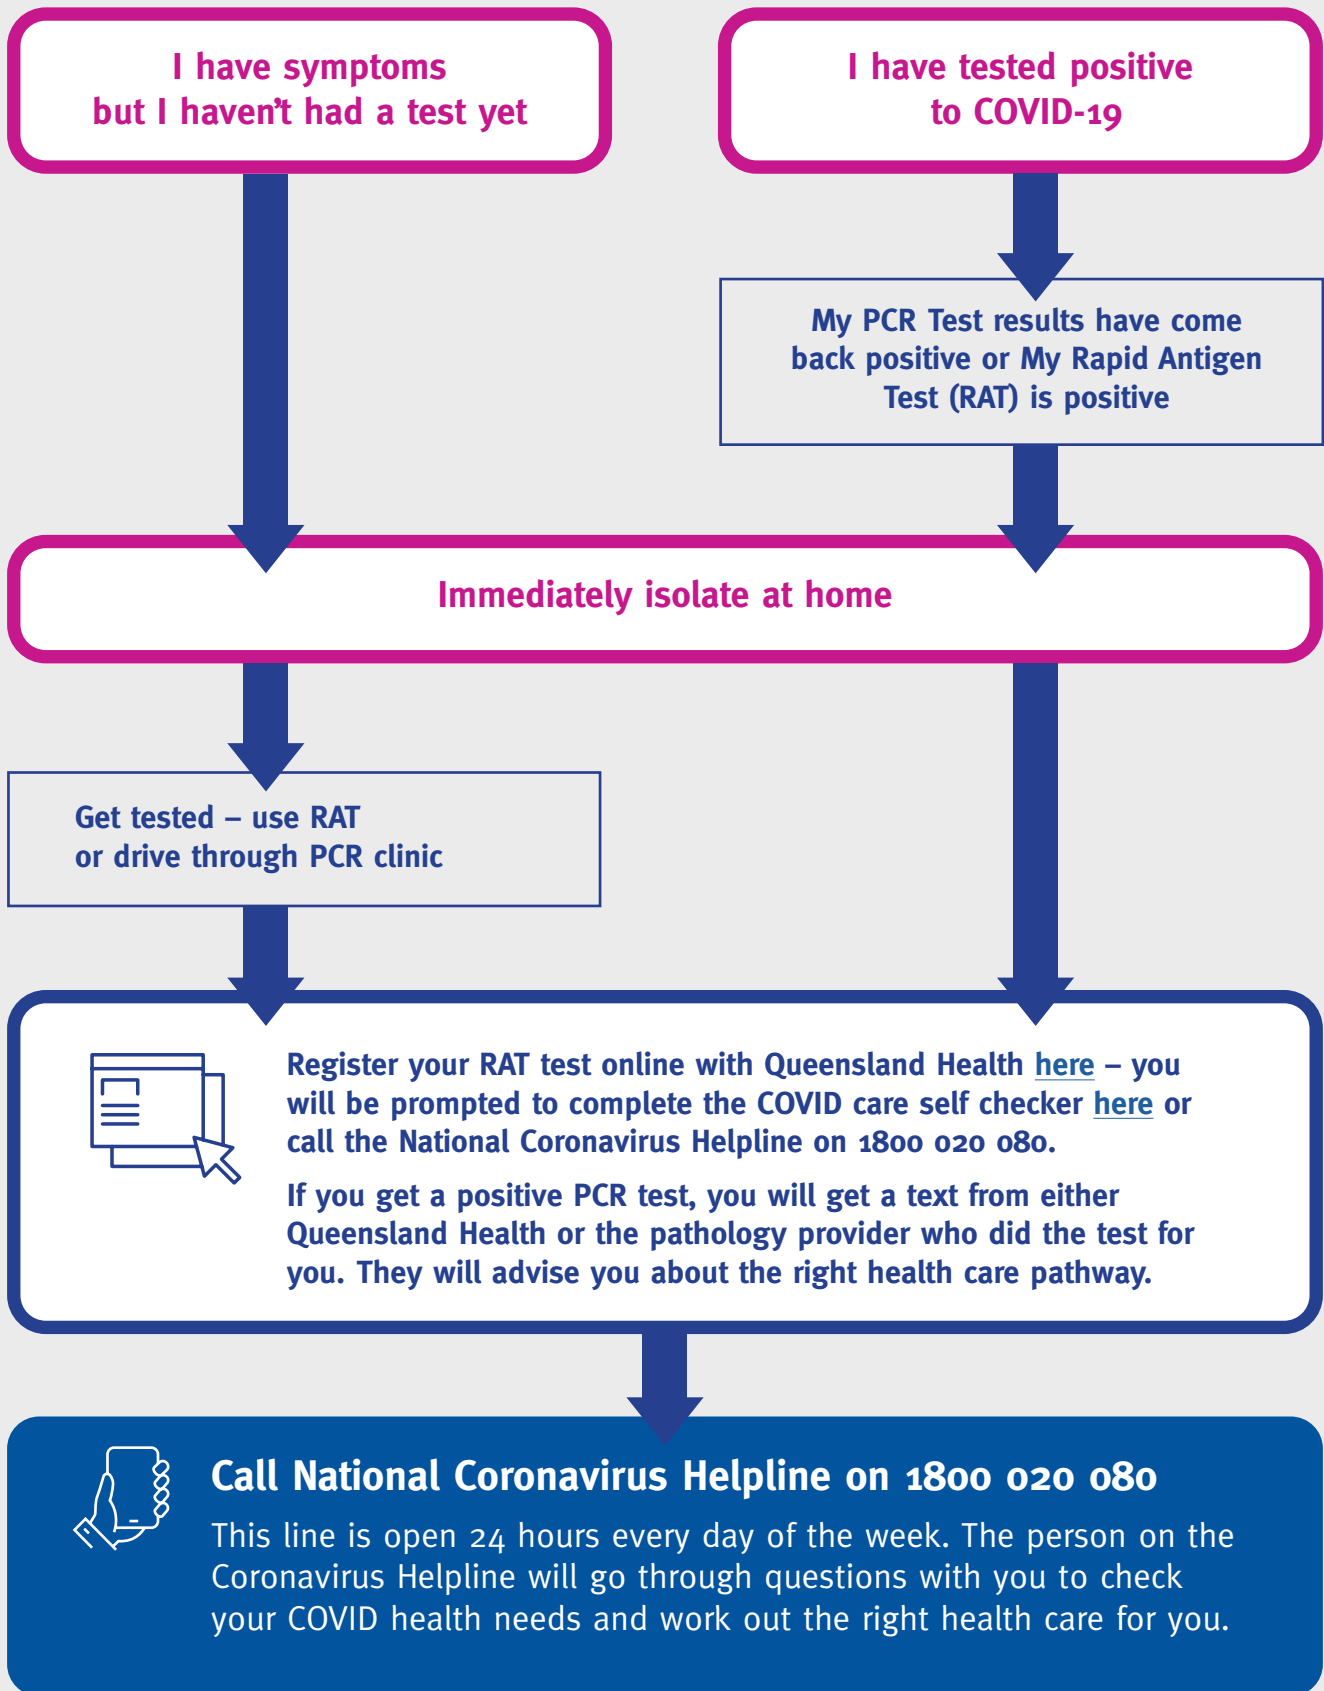 I have symptoms
but I haven't had a test yet
I have tested positive
to COVID-19
My PCR Test results have come
back positive or My Rapid Antigen
Test (RAT) is positive
Immediately isolate at home
Get tested – use RAT
or drive through PCR clinic
Register your RAT test online with Queensland Health here – you
will be prompted to complete the COVID care self checker here or
call the National Coronavirus Helpline on 1800 020 080.
If you get a positive PCR test, you will get a text from either
Queensland Health or the pathology provider who did the test for
you. They will advise you about the right health care pathway.
Call National Coronavirus Helpline on 1800 020 080
This line is open 24 hours every day of the week. The person on the
Coronavirus Helpline will go through questions with you to check
your COVID health needs and work out the right health care for you.